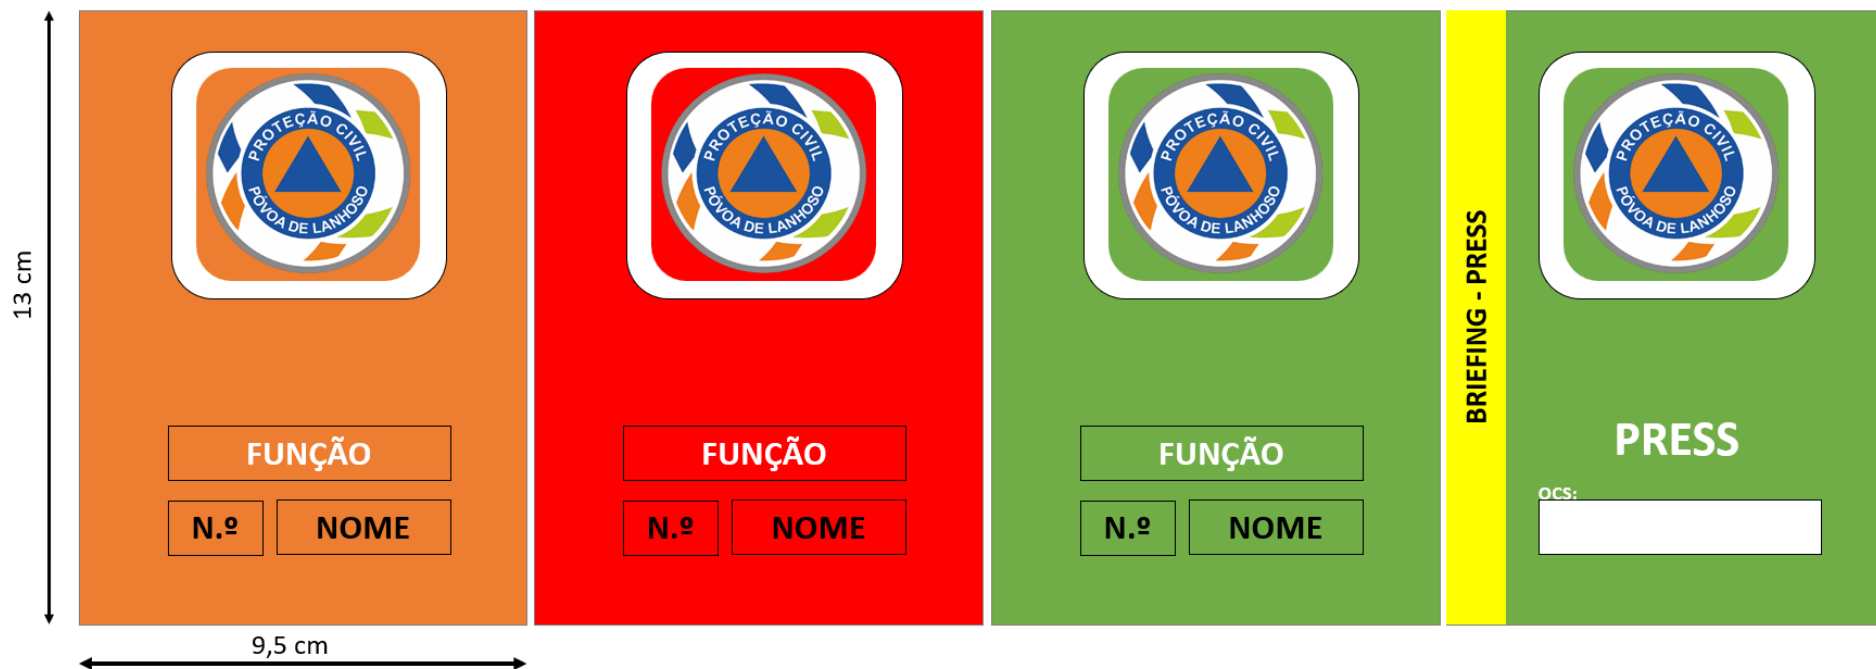 13 cm
9,5 cm
PROTEÇÃO CIVIL
PÓVOA DE LANHOSO
FUNÇÃO
N.º
NOME
PROTEÇÃO CIVIL
PÓVOA DE LANHOSO
FUNÇÃO
N.º
NOME
PROTEÇÃO CIVIL
PÓVOA DE LANHOSO
FUNÇÃO
N.º
NOME
BRIEFING - PRESS
PROTEÇÃO CIVIL
PÓVOA DE LANHOSO
PRESS
OCS: